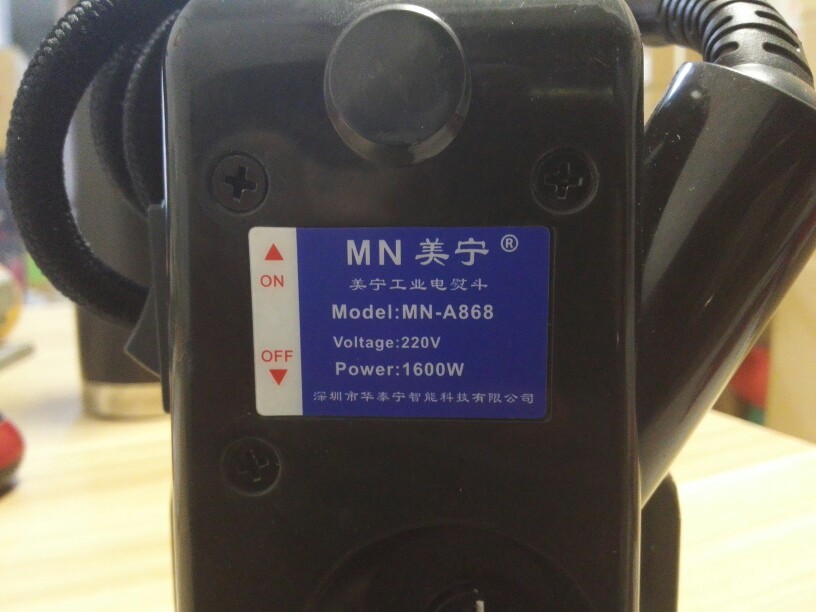 MN 美宁 ®
ON
美宁工业电熨斗
Model:MN-A868
Voltage:220V
OFF
Power:1600W
深圳市华泰宁智能科技有限公司